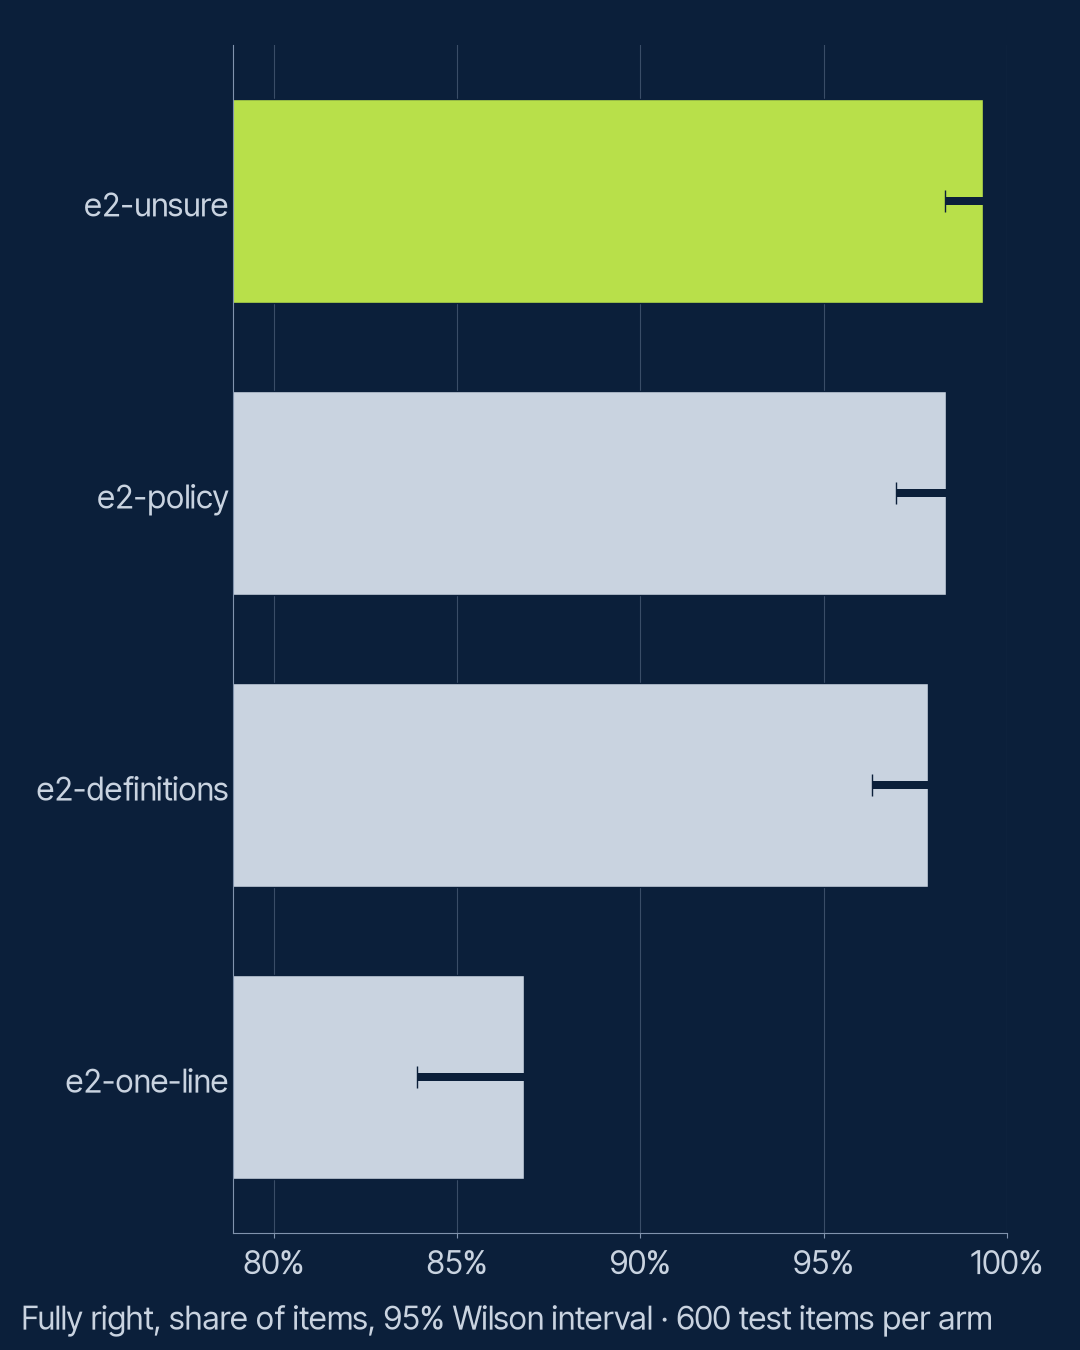 e2-unsure
e2-policy
e2-definitions
e2-one-line
80% 85% 90% 95% 100%
Fully right, share of items, 95% Wilson interval · 600 test items per arm